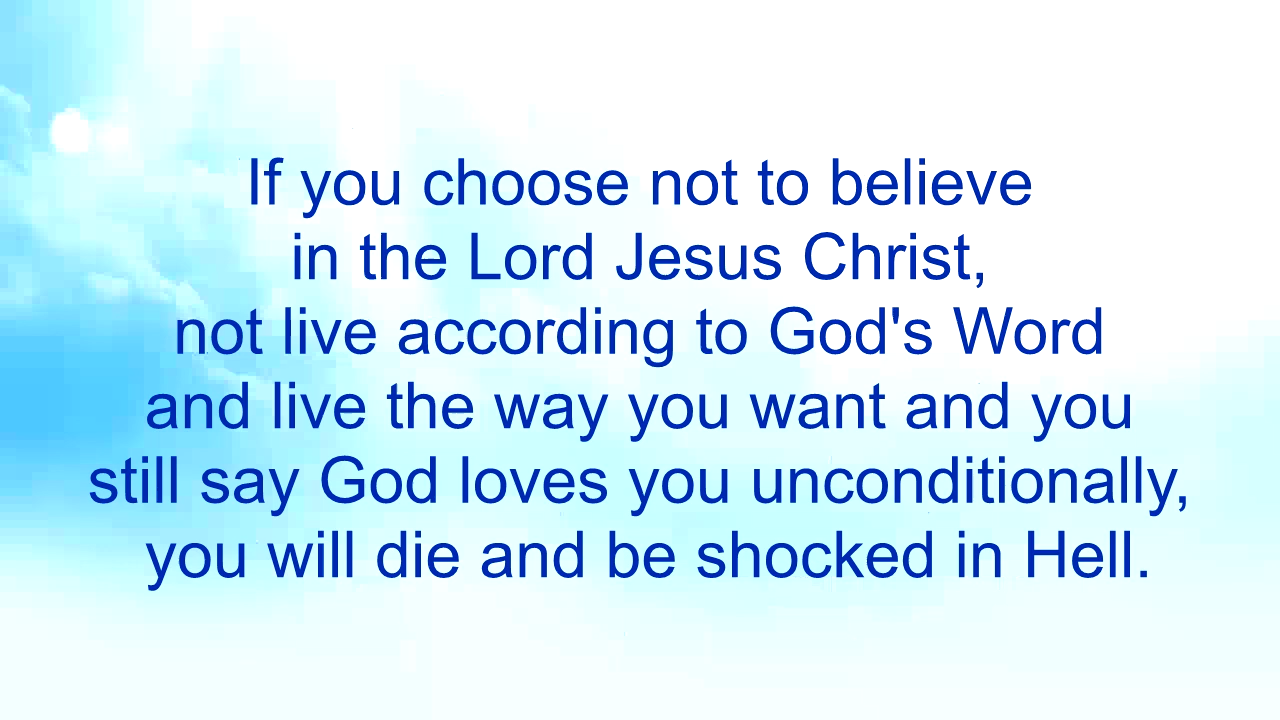 If you choose not to believe
in the Lord Jesus Christ,
not live according to God's Word
and live the way you want and you
still say God loves you unconditionally,
you will die and be shocked in Hell.